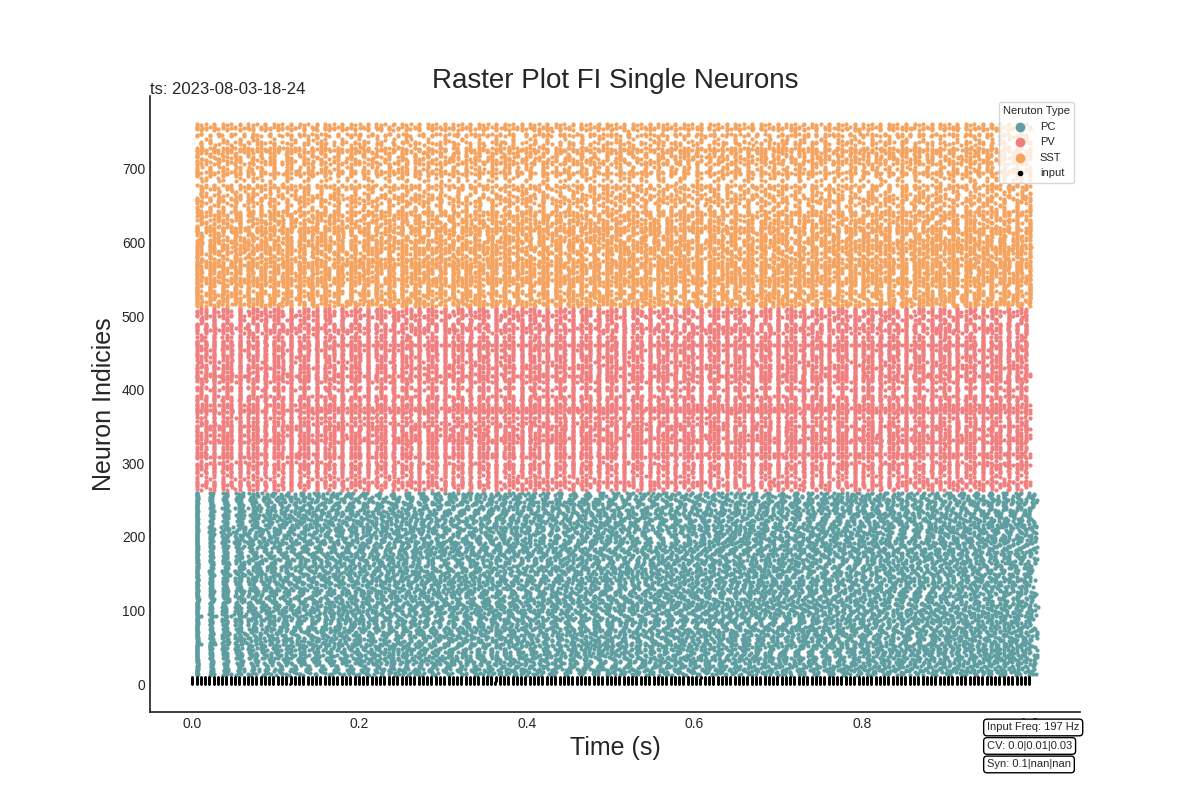 Raster Plot FI Single Neurons
ts: 2023-08-03-18-24
Neruton Type
PC
PV
SST
input
Neuron Indicies
700
600
500
400
300
200
100
0
0.0 0.2 0.4 0.6 0.8
Time (s)
Input Freq: 197 Hz
CV: 0.0|0.01|0.03
Syn: 0.1|nan|nan